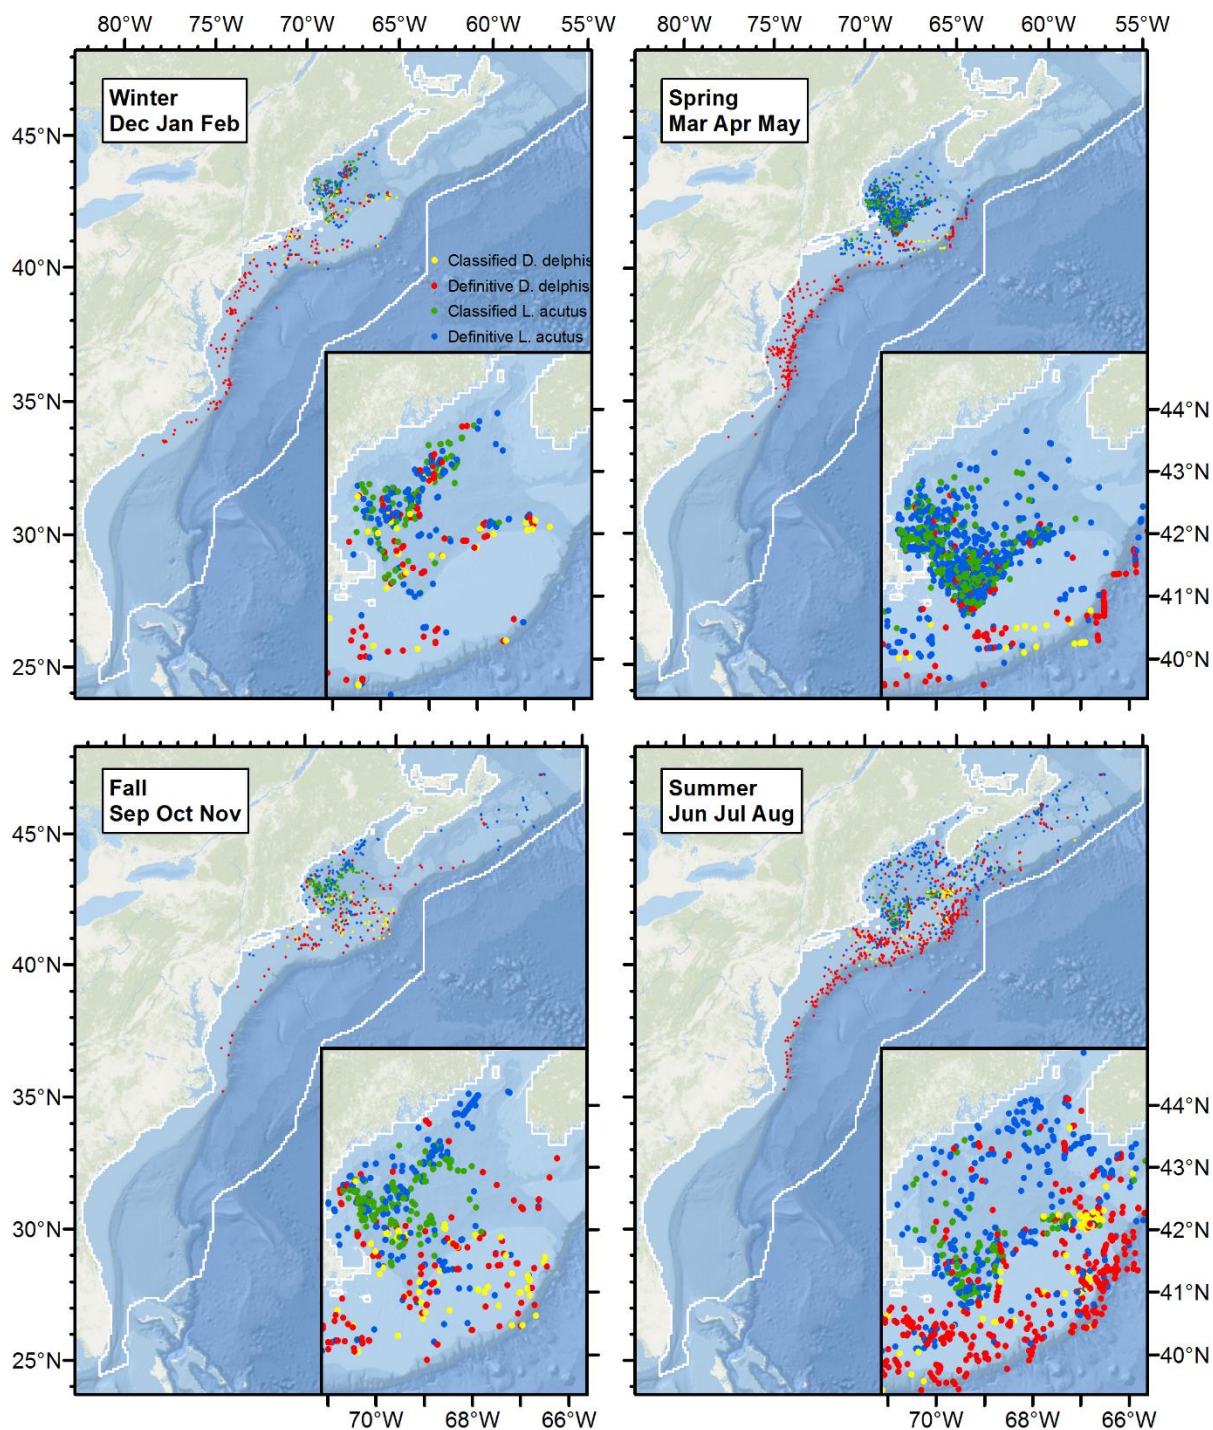 80°W 75°W 70°W 65°W 60°W 55°W
80°W 75°W 70°W 65°W 60°W 55°W
Winter
Dec Jan Feb
Spring
Mar Apr May
45°N
40°N
Classified D. delphis
Definitive D. delphis
Classified L. acutus
Definitive L. acutus
35°N
44°N
43°N
30°N
42°N
41°N
25°N
40°N
Fall
Sep Oct Nov
Summer
Jun Jul Aug
45°N
40°N
35°N
44°N
43°N
30°N
42°N
41°N
25°N
40°N
70°W 68°W 66°W
70°W 68°W 66°W